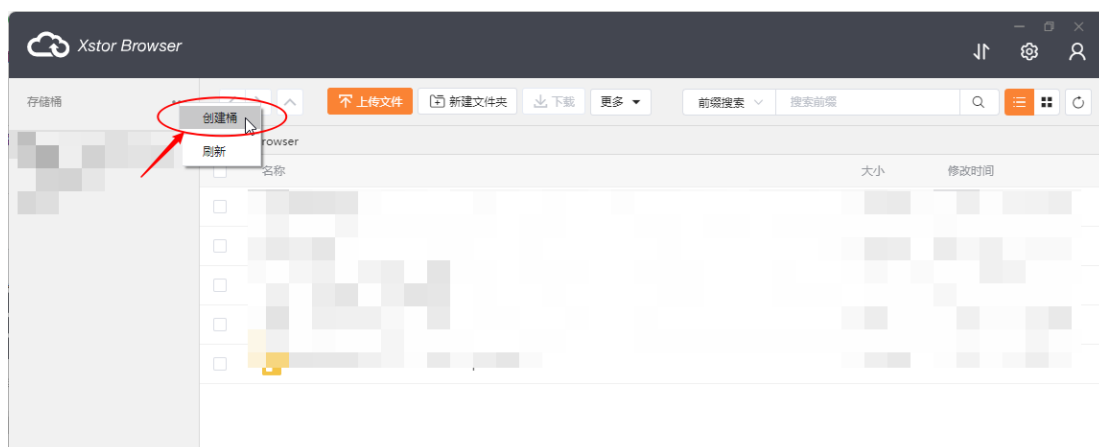 Xstor Browser
存储桶
上传文件 新建文件夹 下载 更多 前缀搜索 搜索前缀
创建桶
刷新
rowser
名称 大小 修改时间